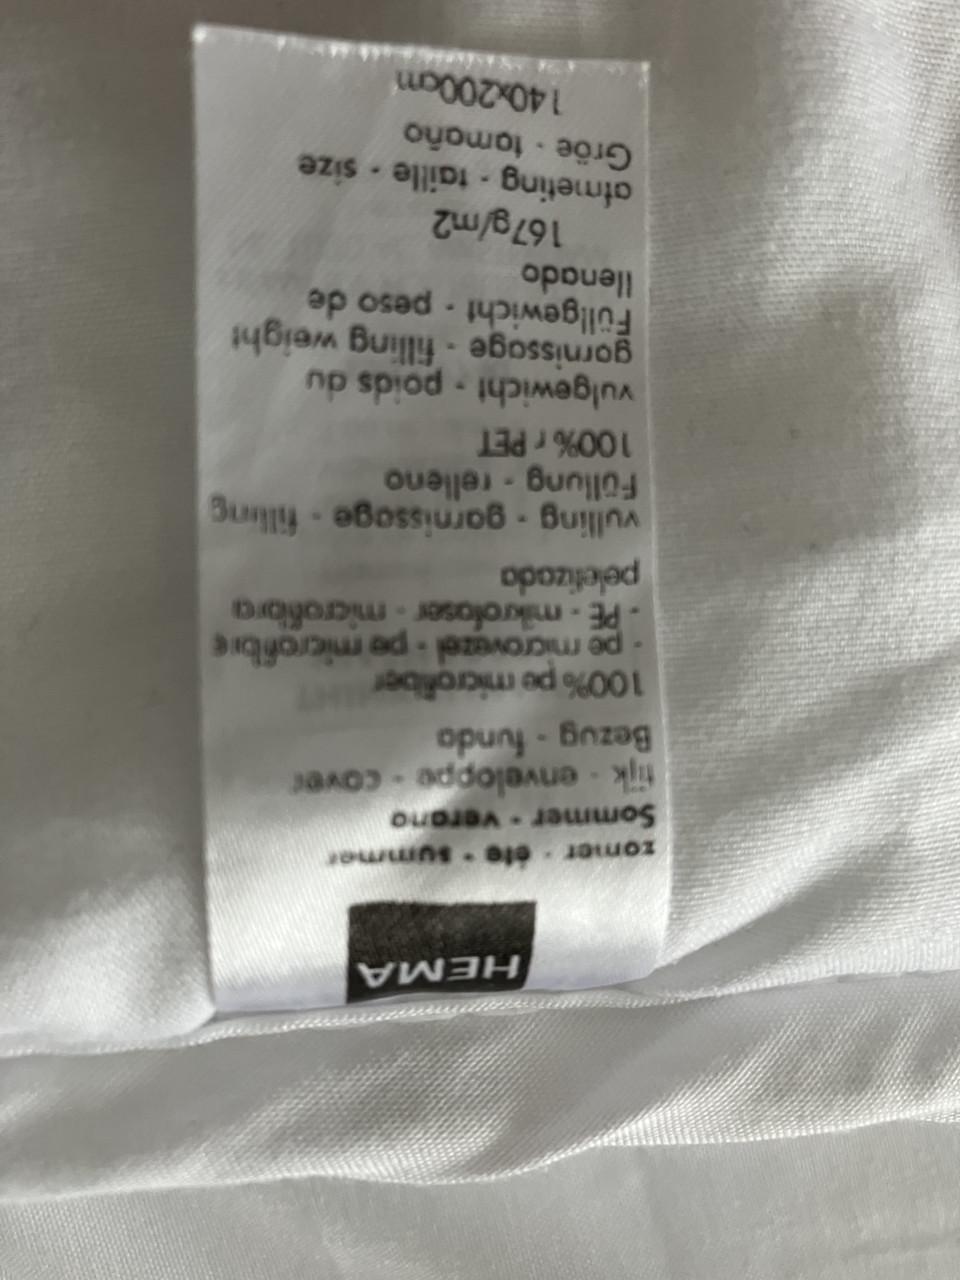 HEMA
zomer - été - summer
Sommer - verano
tijk - enveloppe - cover
Bezug - funda
100% pe microfiber
- pe microvezel - pe microfibre
- PE - mikrofaser - microfibra
peletizada
vulling - garnissage - filling
Füllung - relleno
100% r PET
vulgewicht - poids du
garnissage - filling weight
Füllgewicht - peso de
llenado
167g/m2
afmeting - taille - size
Gröe - tamaño
140x200cm